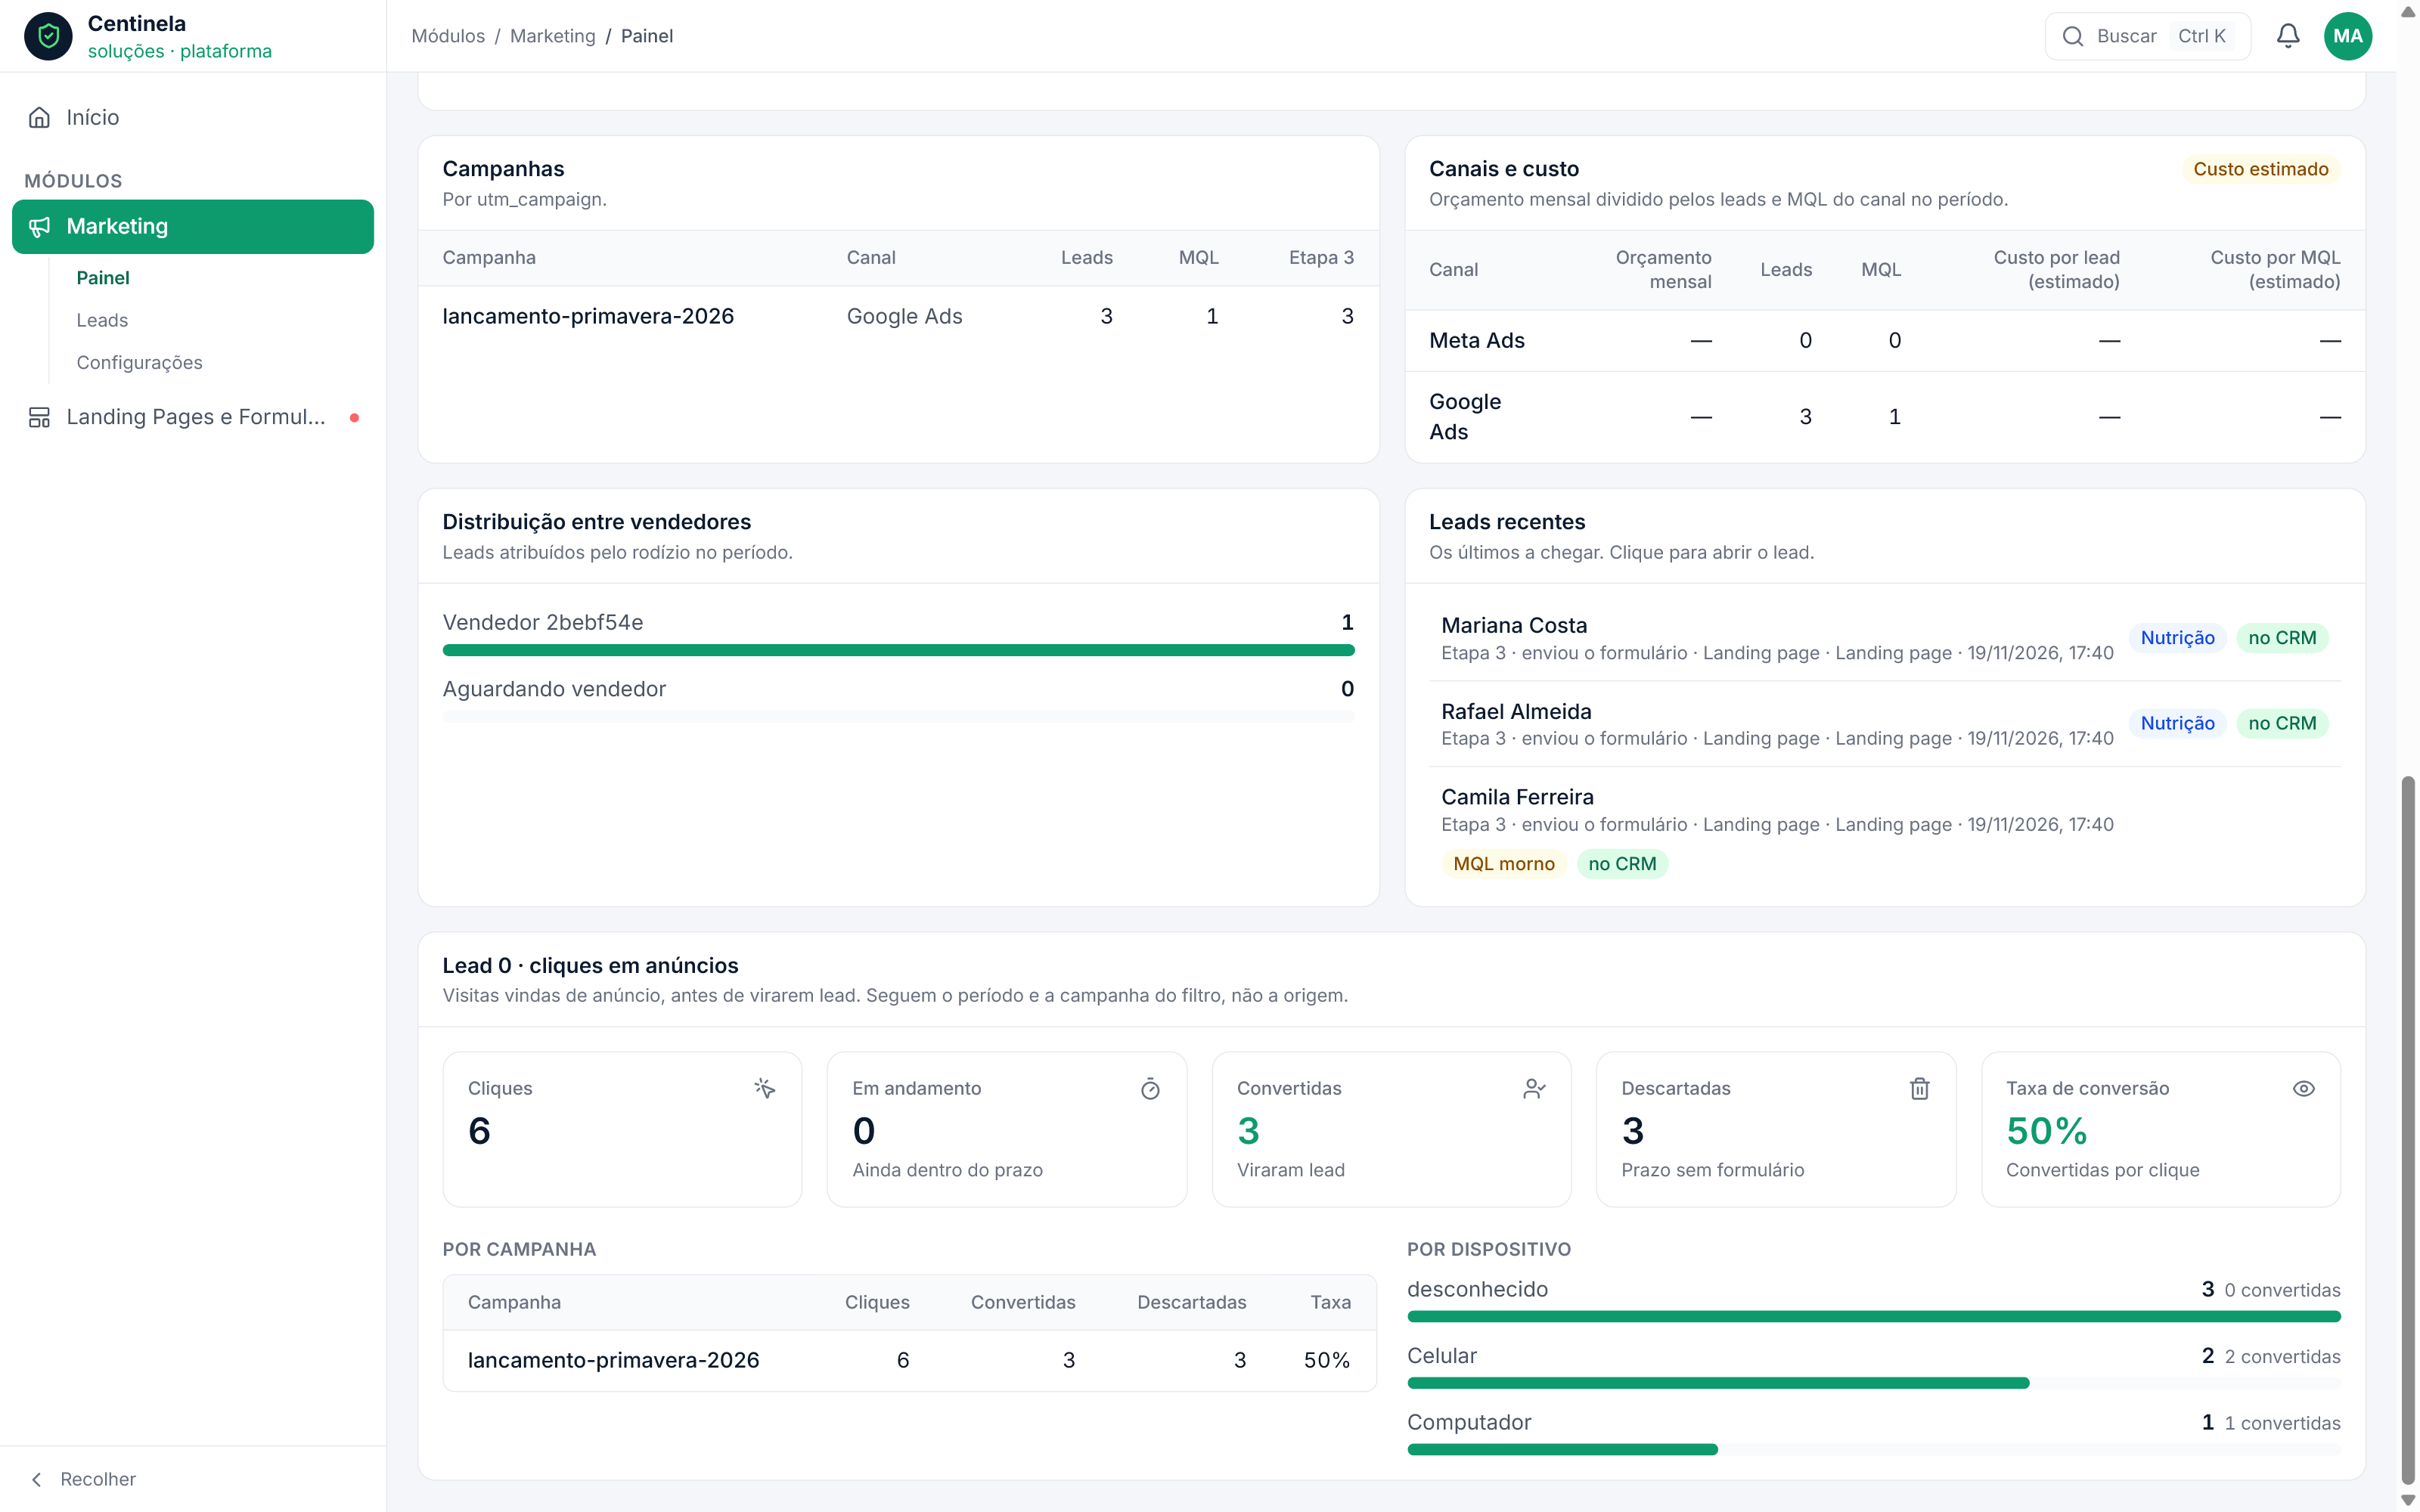 Centinela
soluções · plataforma
Módulos / Marketing / Painel
Buscar Ctrl K
MA
Início
MÓDULOS
Marketing
Painel
Leads
Configurações
Landing Pages e Formul...
Recolher
Campanhas
Por utm_campaign.
Campanha Canal Leads MQL Etapa 3
lancamento-primavera-2026 Google Ads 3 1 3
Canais e custo
Custo estimado
Orçamento mensal dividido pelos leads e MQL do canal no período.
Canal Orçamento mensal Leads MQL Custo por lead (estimado) Custo por MQL (estimado)
Meta Ads — 0 0 — —
Google Ads — 3 1 — —
Distribuição entre vendedores
Leads atribuídos pelo rodízio no período.
Vendedor 2bebf54e 1
Aguardando vendedor 0
Leads recentes
Os últimos a chegar. Clique para abrir o lead.
Mariana Costa
Etapa 3 · enviou o formulário · Landing page · Landing page · 19/11/2026, 17:40
Nutrição no CRM
Rafael Almeida
Etapa 3 · enviou o formulário · Landing page · Landing page · 19/11/2026, 17:40
Nutrição no CRM
Camila Ferreira
Etapa 3 · enviou o formulário · Landing page · Landing page · 19/11/2026, 17:40
MQL morno no CRM
Lead 0 · cliques em anúncios
Visitas vindas de anúncio, antes de virarem lead. Seguem o período e a campanha do filtro, não a origem.
Cliques
6
Em andamento
0
Ainda dentro do prazo
Convertidas
3
Viraram lead
Descartadas
3
Prazo sem formulário
Taxa de conversão
50%
Convertidas por clique
POR CAMPANHA
Campanha Cliques Convertidas Descartadas Taxa
lancamento-primavera-2026 6 3 3 50%
POR DISPOSITIVO
desconhecido 3 0 convertidas
Celular 2 2 convertidas
Computador 1 1 convertidas